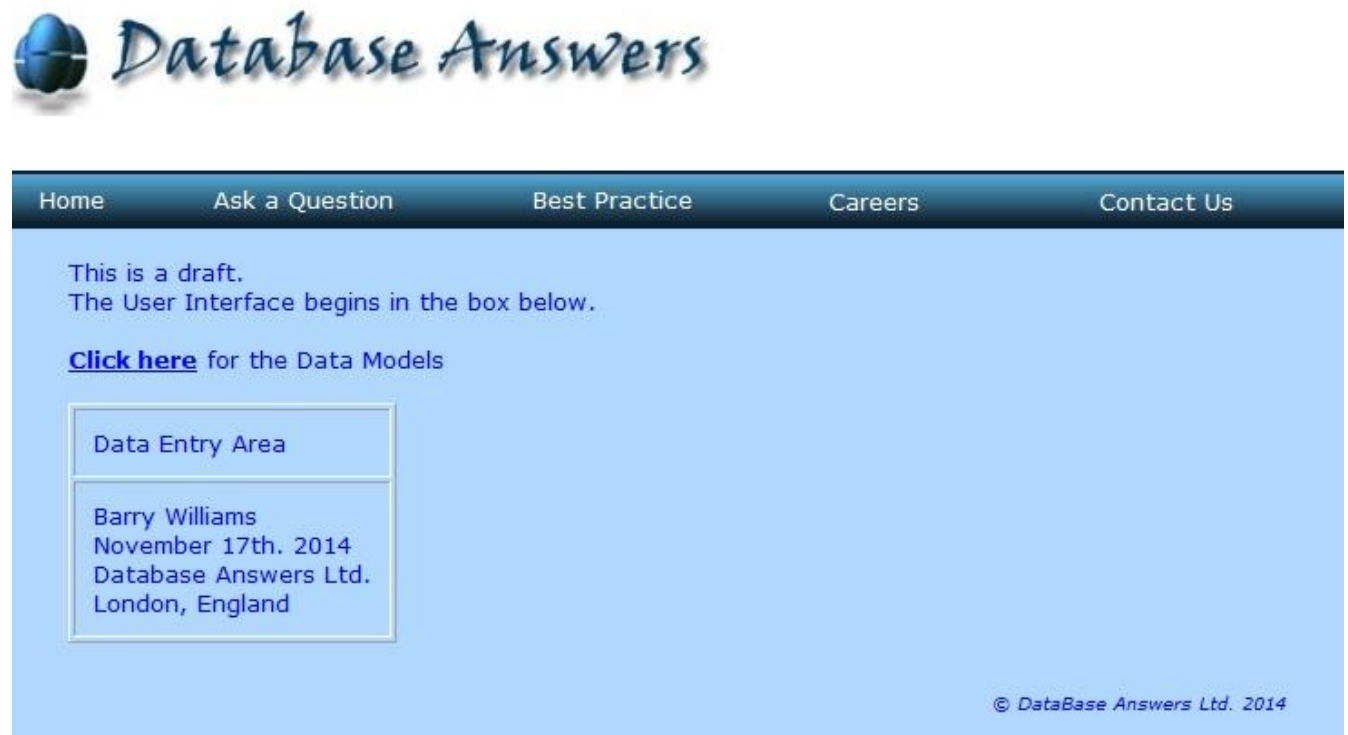 Database Answers
Home Ask a Question Best Practice Careers Contact Us
This is a draft.
The User Interface begins in the box below.
Click here for the Data Models
Data Entry Area
Barry Williams
November 17th. 2014
Database Answers Ltd.
London, England
© DataBase Answers Ltd. 2014